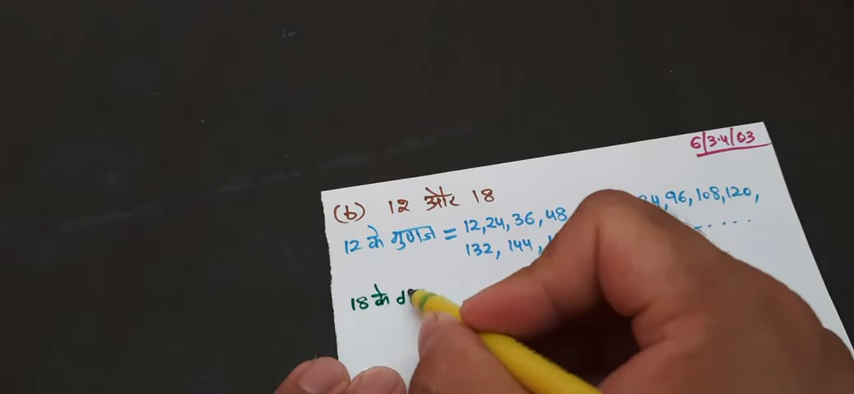 6/3.4/03
(b) 12 और 18
12 के गुणज = 12, 24, 36, 48, 84, 96, 108, 120,
132, 144, .....
18 के